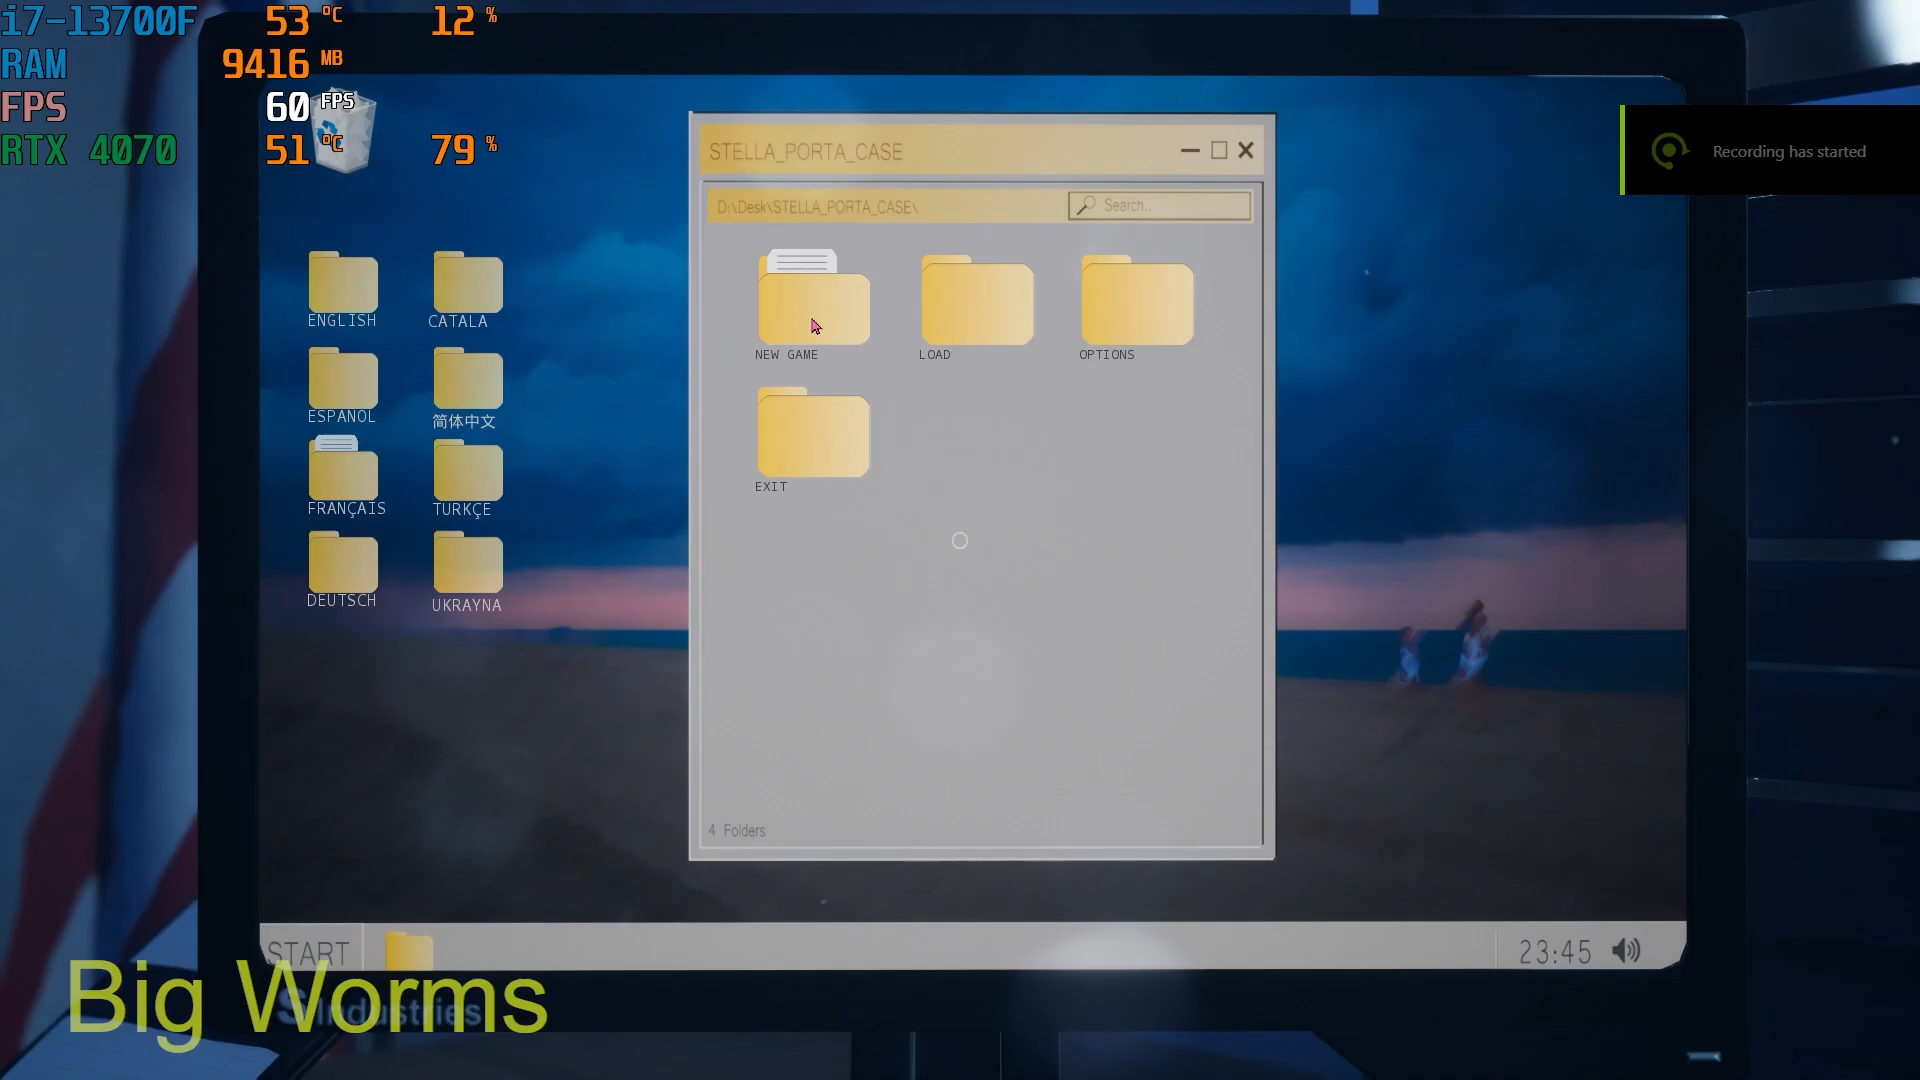 i7-13700F 53 °C 12 %
RAM 9416 MB
FPS 60 FPS
RTX 4070 51 °C 79 %
Recording has started
STELLA_PORTA_CASE
D:\Desk\STELLA_PORTA_CASE\ Search..
ENGLISH CATALA
ESPANOL 简体中文
FRANÇAIS TURKÇE
DEUTSCH UKRAYNA
NEW GAME LOAD OPTIONS
EXIT
4 Folders
START 23:45
Big Worms
SIndustries